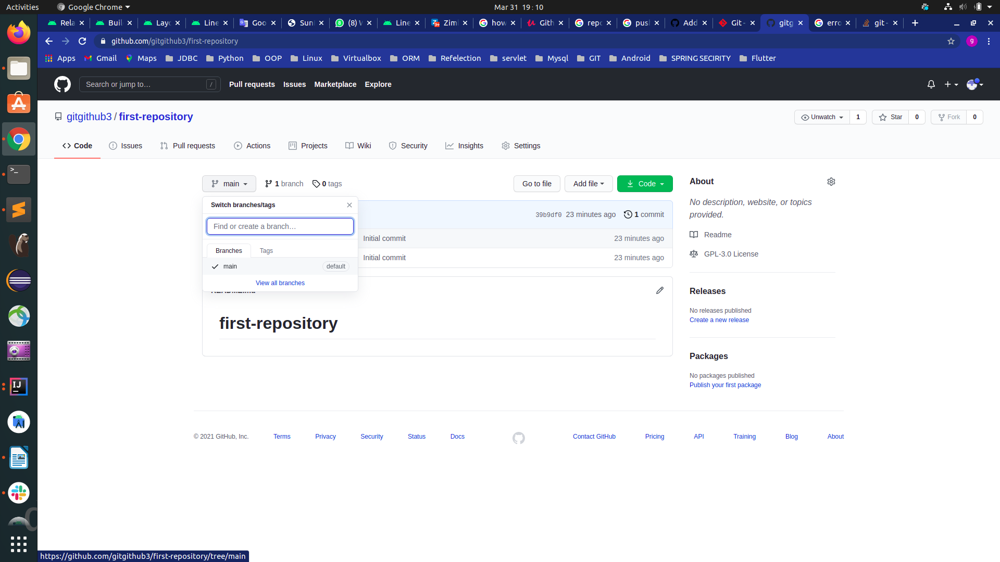 Activities
Google Chrome
Mar 31 19:10
Rela
Buil
Layo
Line
Goo
Sun
(8) W
Line
Zim
how
Gith
repo
pus
Add
Git -
gitg
erro
git -
github.com/gitgithub3/first-repository
g
Apps
Gmail
Maps
JDBC
Python
OOP
Linux
Virtualbox
ORM
Refelection
servlet
Mysql
GIT
Android
SPRING SECIRITY
Flutter
Search or jump to…
/
Pull requests
Issues
Marketplace
Explore
gitgithub3 / first-repository
Unwatch 1
Star 0
Fork 0
Code
Issues
Pull requests
Actions
Projects
Wiki
Security
Insights
Settings
main
1 branch
0 tags
Go to file
Add file
Code
Switch branches/tags
Find or create a branch…
Branches
Tags
main
default
View all branches
39b9df0 23 minutes ago 1 commit
Initial commit 23 minutes ago
Initial commit 23 minutes ago
first-repository
About
No description, website, or topics
provided.
Readme
GPL-3.0 License
Releases
No releases published
Create a new release
Packages
No packages published
Publish your first package
© 2021 GitHub, Inc.
Terms
Privacy
Security
Status
Docs
Contact GitHub
Pricing
API
Training
Blog
About
https://github.com/gitgithub3/first-repository/tree/main